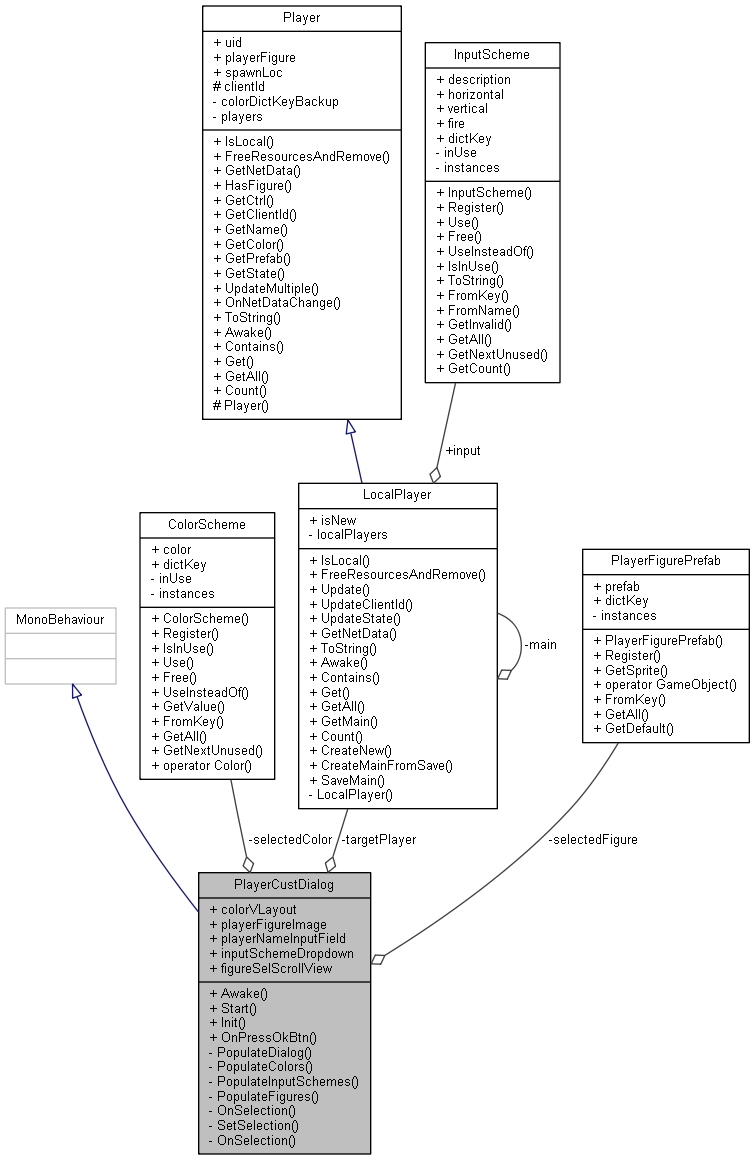 Player
+ uid
+ playerFigure
+ spawnLoc
# clientId
- colorDictKeyBackup
- players
+ IsLocal()
+ FreeResourcesAndRemove()
+ GetNetData()
+ HasFigure()
+ GetCtrl()
+ GetClientId()
+ GetName()
+ GetColor()
+ GetPrefab()
+ GetState()
+ UpdateMultiple()
+ OnNetDataChange()
+ ToString()
+ Awake()
+ Contains()
+ Get()
+ GetAll()
+ Count()
# Player()
InputScheme
+ description
+ horizontal
+ vertical
+ fire
+ dictKey
- inUse
- instances
+ InputScheme()
+ Register()
+ Use()
+ Free()
+ UseInsteadOf()
+ IsInUse()
+ ToString()
+ FromKey()
+ FromName()
+ GetInvalid()
+ GetAll()
+ GetNextUnused()
+ GetCount()
+input
LocalPlayer
+ isNew
- localPlayers
+ IsLocal()
+ FreeResourcesAndRemove()
+ Update()
+ UpdateClientId()
+ UpdateState()
+ GetNetData()
+ ToString()
+ Awake()
+ Contains()
+ Get()
+ GetAll()
+ GetMain()
+ Count()
+ CreateNew()
+ CreateMainFromSave()
+ SaveMain()
- LocalPlayer()
-main
ColorScheme
+ color
+ dictKey
- inUse
- instances
+ ColorScheme()
+ Register()
+ IsInUse()
+ Use()
+ Free()
+ UseInsteadOf()
+ GetValue()
+ FromKey()
+ GetAll()
+ GetNextUnused()
+ operator Color()
PlayerFigurePrefab
+ prefab
+ dictKey
- instances
+ PlayerFigurePrefab()
+ Register()
+ GetSprite()
+ operator GameObject()
+ FromKey()
+ GetAll()
+ GetDefault()
MonoBehaviour
-selectedColor
-targetPlayer
-selectedFigure
PlayerCustDialog
+ colorVLayout
+ playerFigureImage
+ playerNameInputField
+ inputSchemeDropdown
+ figureSelScrollView
+ Awake()
+ Start()
+ Init()
+ OnPressOkBtn()
- PopulateDialog()
- PopulateColors()
- PopulateInputSchemes()
- PopulateFigures()
- OnSelection()
- SetSelection()
- OnSelection()